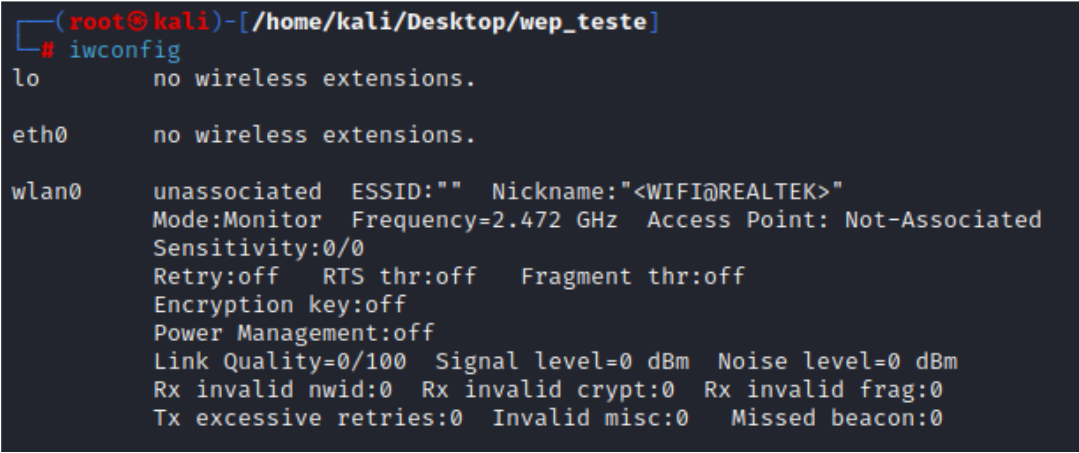 ┌──(root㉿kali)-[/home/kali/Desktop/wep_teste]
└─# iwconfig
lo        no wireless extensions.
eth0      no wireless extensions.
wlan0     unassociated  ESSID:""  Nickname:"<WIFI@REALTEK>"
          Mode:Monitor  Frequency=2.472 GHz  Access Point: Not-Associated
          Sensitivity:0/0
          Retry:off   RTS thr:off   Fragment thr:off
          Encryption key:off
          Power Management:off
          Link Quality=0/100  Signal level=0 dBm  Noise level=0 dBm
          Rx invalid nwid:0  Rx invalid crypt:0  Rx invalid frag:0
          Tx excessive retries:0  Invalid misc:0   Missed beacon:0